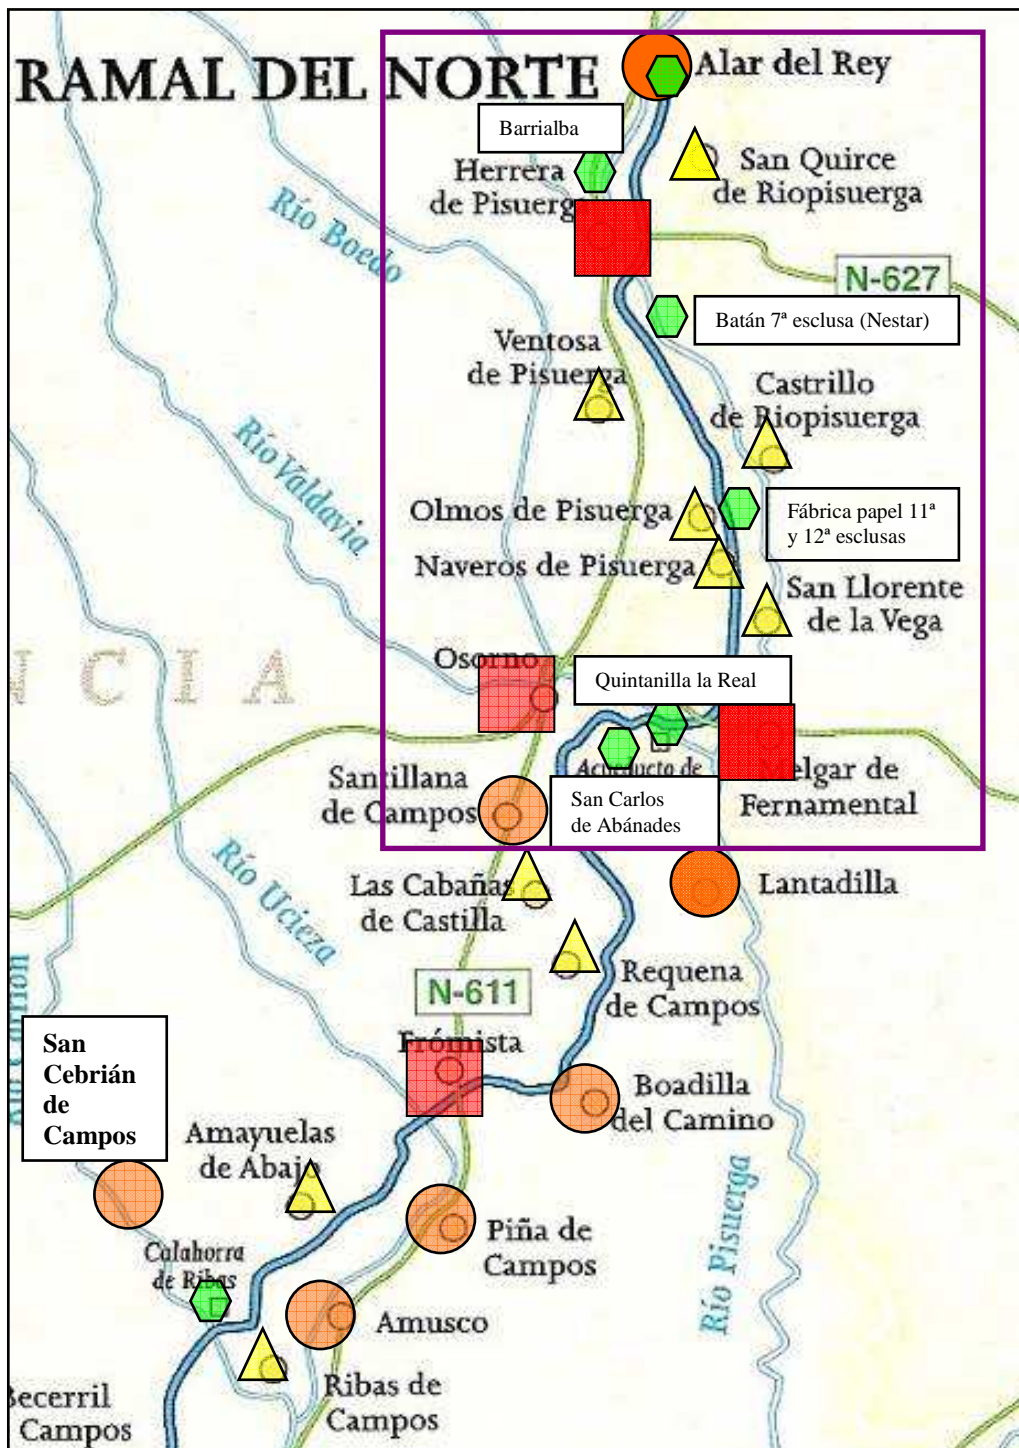 RAMAL DEL NORTE
Alar del Rey
Barrialba
Herrera
de Pisuerga
San Quirce
de Riopisuerga
Río Boedo
N-627
Batán 7ª esclusa (Nestar)
Ventosa
de Pisuerga
Castrillo
de Riopisuerga
Río Valdavia
Olmos de Pisuerga
Fábrica papel 11ª
y 12ª esclusas
Naveros de Pisuerga
San Llorente
de la Vega
C I A
Osorno
Quintanilla la Real
Acueducto de
Melgar de
Fernamental
Santillana
de Campos
San Carlos
de Abánades
Río Ucieza
Las Cabañas
de Castilla
Lantadilla
Requena
de Campos
N-611
Frómista
San
Cebrián
de
Campos
Boadilla
del Camino
Amayuelas
de Abajo
Río Pisuerga
Piña de
Campos
Calahorra
de Ribas
Amusco
Ribas de
Campos
Becerril
Campos